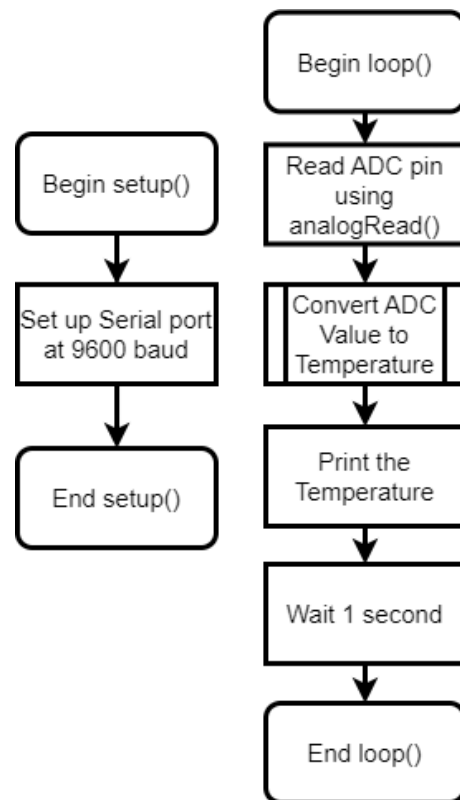 Begin setup()
Set up Serial port
at 9600 baud
End setup()
Begin loop()
Read ADC pin
using
analogRead()
Convert ADC
Value to
Temperature
Print the
Temperature
Wait 1 second
End loop()